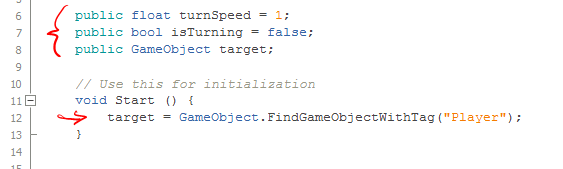 6 public float turnSpeed = 1;
7 public bool isTurning = false;
8 public GameObject target;
9
10 // Use this for initialization
11 void Start () {
12 target = GameObject.FindGameObjectWithTag("Player");
13 }
14